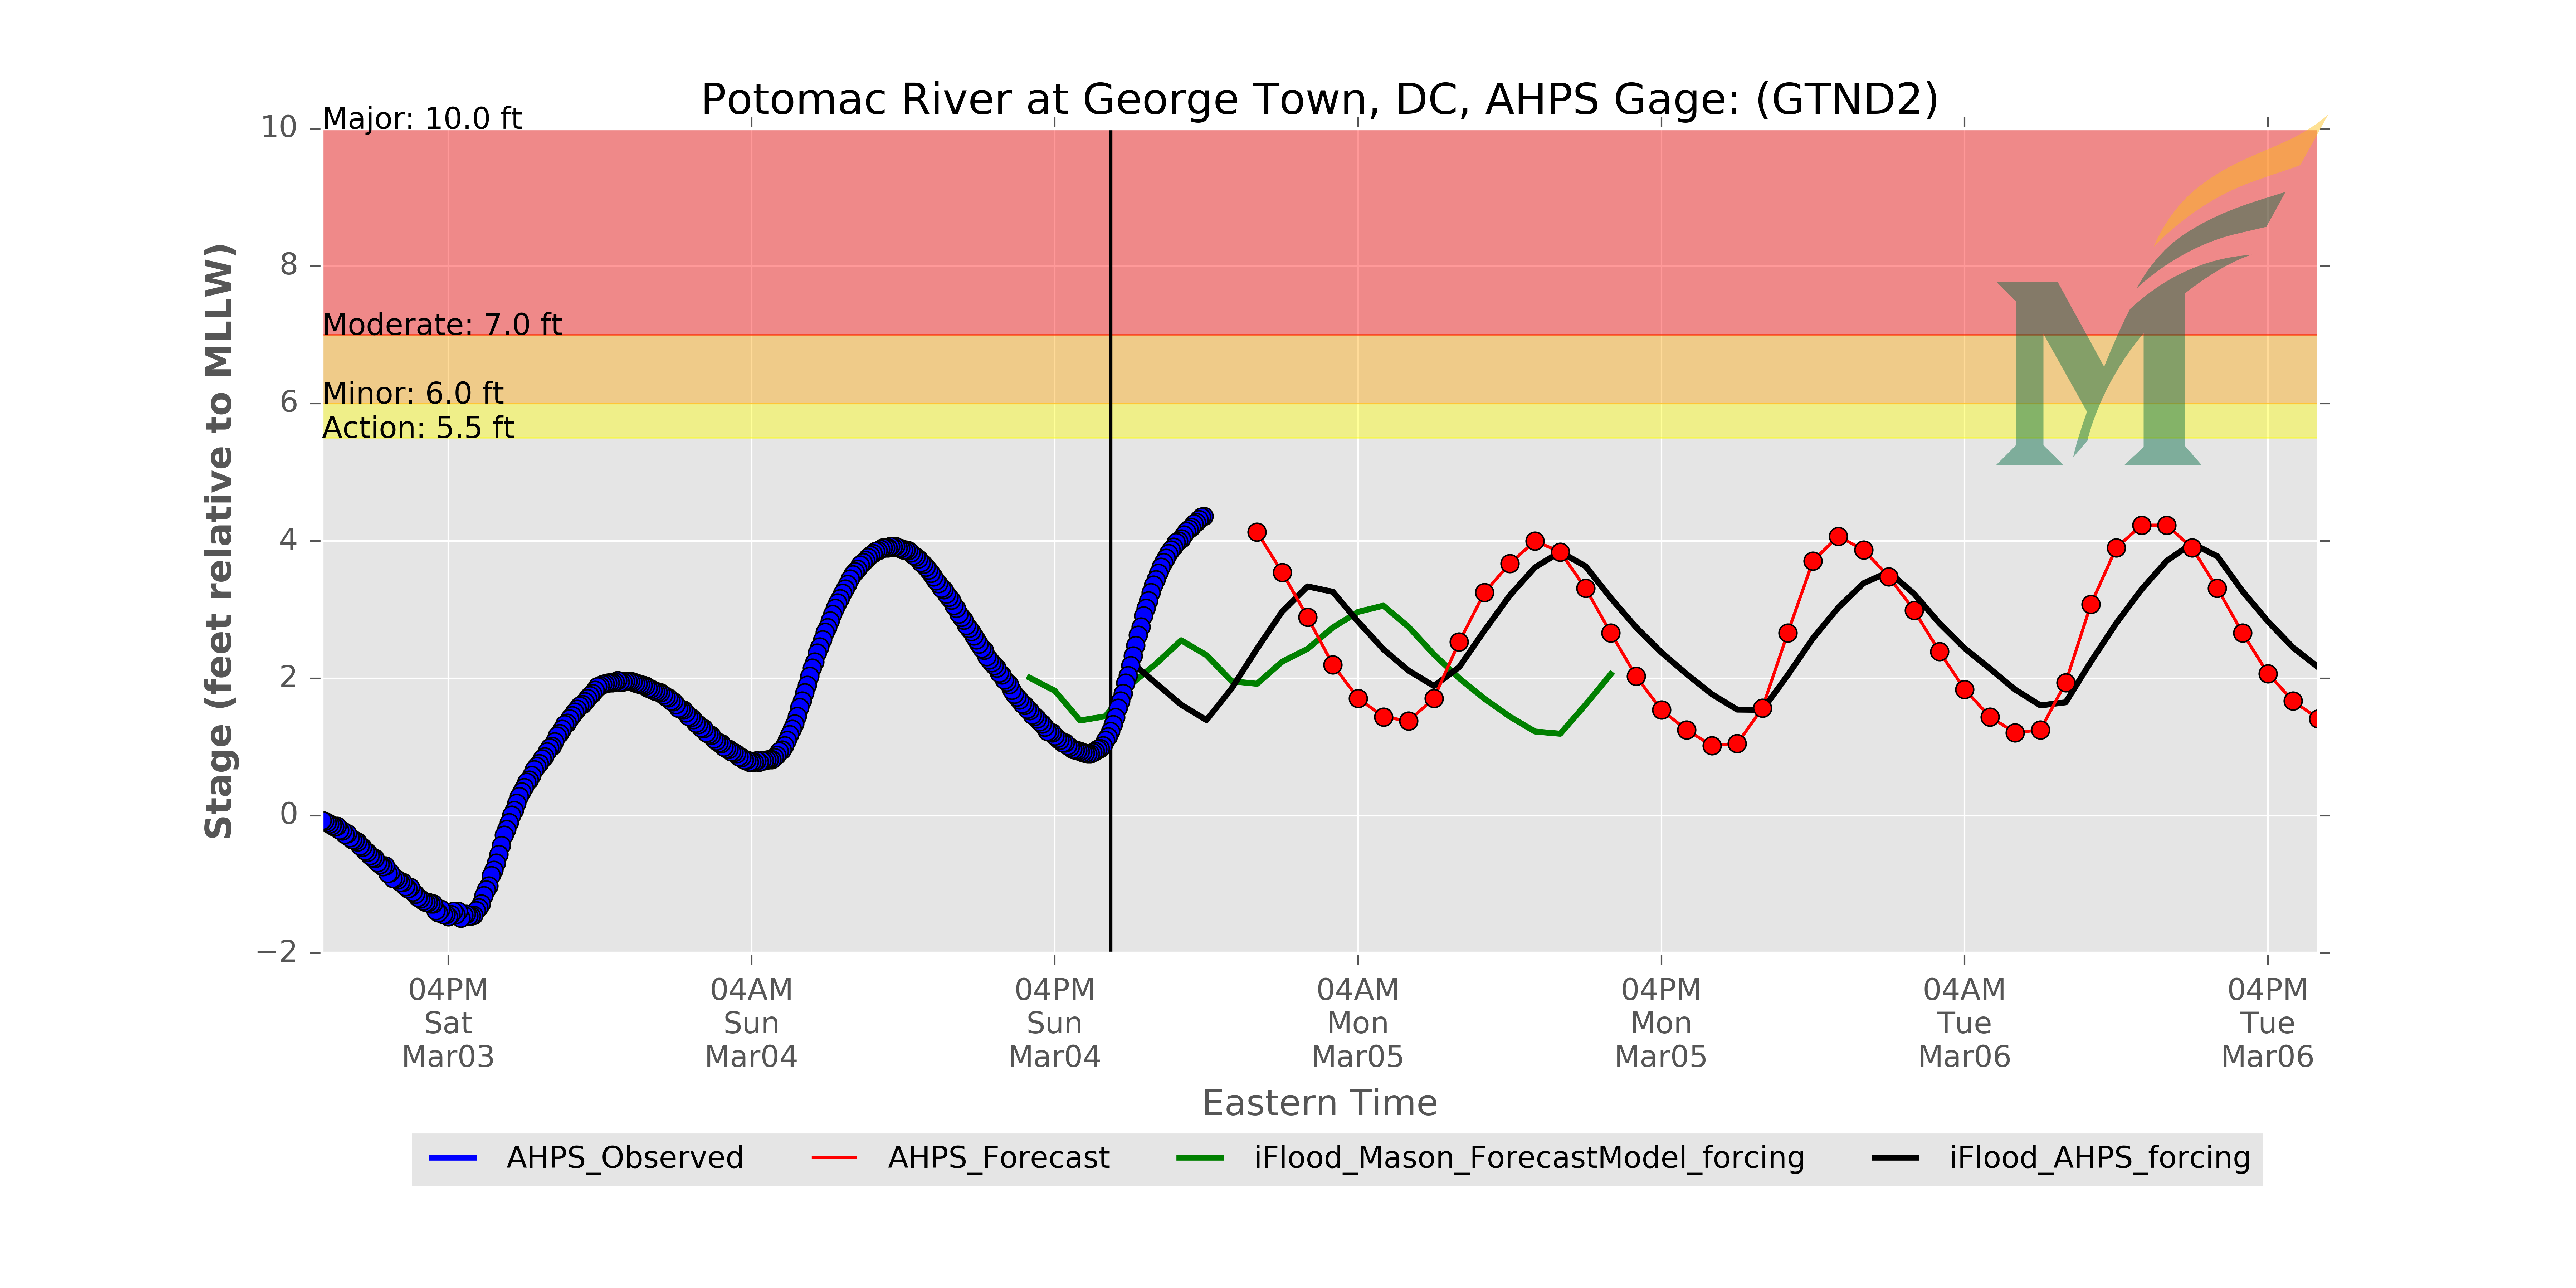 Potomac River at George Town, DC, AHPS Gage: (GTND2)
Major: 10.0 ft
Moderate: 7.0 ft
Minor: 6.0 ft
Action: 5.5 ft
Stage (feet relative to MLLW)
10
8
6
4
2
0
−2
04PM
Sat
Mar03
04AM
Sun
Mar04
04PM
Sun
Mar04
04AM
Mon
Mar05
04PM
Mon
Mar05
04AM
Tue
Mar06
04PM
Tue
Mar06
Eastern Time
AHPS_Observed
AHPS_Forecast
iFlood_Mason_ForecastModel_forcing
iFlood_AHPS_forcing
M